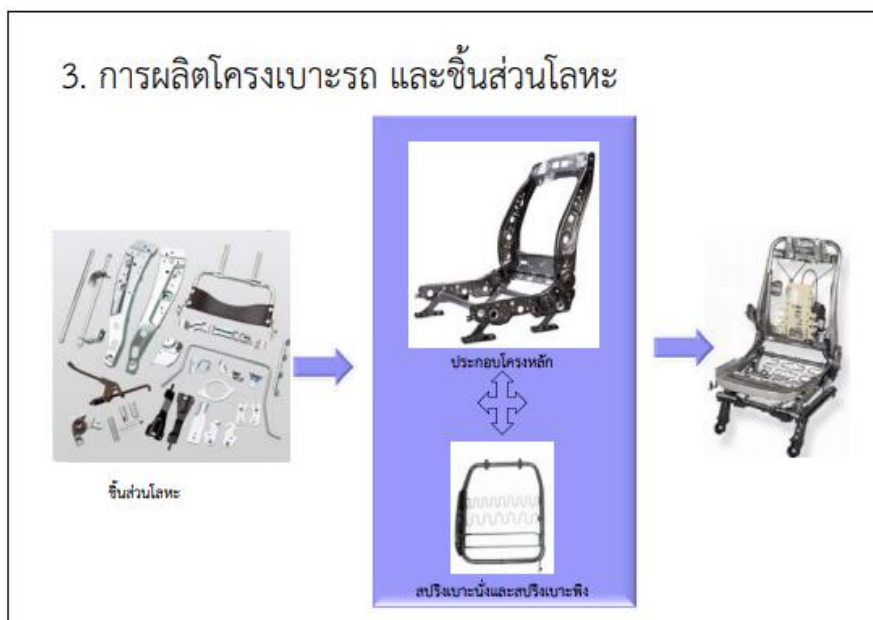 3. การผลิตโครงเบาะรถ และชิ้นส่วนโลหะ
ประกอบโครงหลัก
ชิ้นส่วนโลหะ
สปริงเบาะนั่งและสปริงเบาะพิง